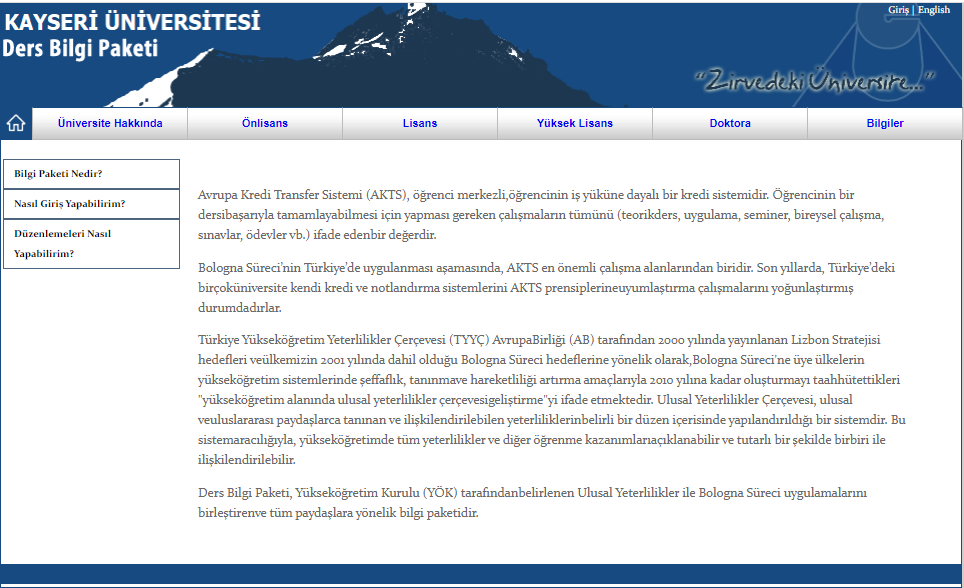 KAYSERİ ÜNİVERSİTESİ
Ders Bilgi Paketi
Giriş | English
"Zirvedeki Üniversite..."
Üniversite Hakkında
Önlisans
Lisans
Yüksek Lisans
Doktora
Bilgiler
Bilgi Paketi Nedir?
Nasıl Giriş Yapabilirim?
Düzenlemeleri Nasıl
Yapabilirim?
Avrupa Kredi Transfer Sistemi (AKTS), öğrenci merkezli,öğrencinin iş yüküne dayalı bir kredi sistemidir. Öğrencinin bir
dersibaşarıyla tamamlayabilmesi için yapması gereken çalışmaların tümünü (teorikders, uygulama, seminer, bireysel çalışma,
sınavlar, ödevler vb.) ifade edenbir değerdir.
Bologna Süreci'nin Türkiye'de uygulanması aşamasında, AKTS en önemli çalışma alanlarından biridir. Son yıllarda, Türkiye'deki
birçoküniversite kendi kredi ve notlandırma sistemlerini AKTS prensiplerineuyumlaştırma çalışmalarını yoğunlaştırmış
durumdadırlar.
Türkiye Yükseköğretim Yeterlilikler Çerçevesi (TYYÇ) AvrupaBirliği (AB) tarafından 2000 yılında yayınlanan Lizbon Stratejisi
hedefleri veülkemizin 2001 yılında dahil olduğu Bologna Süreci hedeflerine yönelik olarak,Bologna Süreci'ne üye ülkelerin
yükseköğretim sistemlerinde şeffaflık, tanınmave hareketliliği artırma amaçlarıyla 2010 yılına kadar oluşturmayı taahhütettikleri
"yükseköğretim alanında ulusal yeterlilikler çerçevesigeliştirme"yi ifade etmektedir. Ulusal Yeterlilikler Çerçevesi, ulusal
veuluslararası paydaşlarca tanınan ve ilişkilendirilebilen yeterliliklerinbelirli bir düzen içerisinde yapılandırıldığı bir sistemdir. Bu
sistemaracılığıyla, yükseköğretimde tüm yeterlilikler ve diğer öğrenme kazanımlarıaçıklanabilir ve tutarlı bir şekilde birbiri ile
ilişkilendirilebilir.
Ders Bilgi Paketi, Yükseköğretim Kurulu (YÖK) tarafındanbelirlenen Ulusal Yeterlilikler ile Bologna Süreci uygulamalarını
birleştirenve tüm paydaşlara yönelik bilgi paketidir.